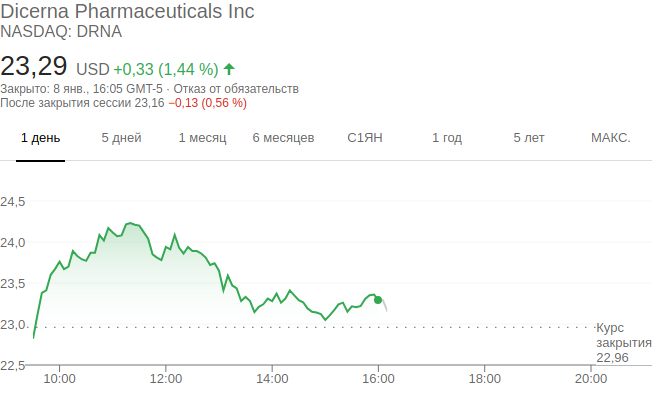 Dicerna Pharmaceuticals Inc
NASDAQ: DRNA
23,29 USD +0,33 (1,44 %)
Закрыто: 8 янв., 16:05 GMT-5 · Отказ от обязательств
После закрытия сессии 23,16 −0,13 (0,56 %)
1 день 5 дней 1 месяц 6 месяцев С1ЯН 1 год 5 лет МАКС.
24,5
24,0
23,5
23,0
Курс
закрытия
22,96
22,5
10:00 12:00 14:00 16:00 18:00 20:00